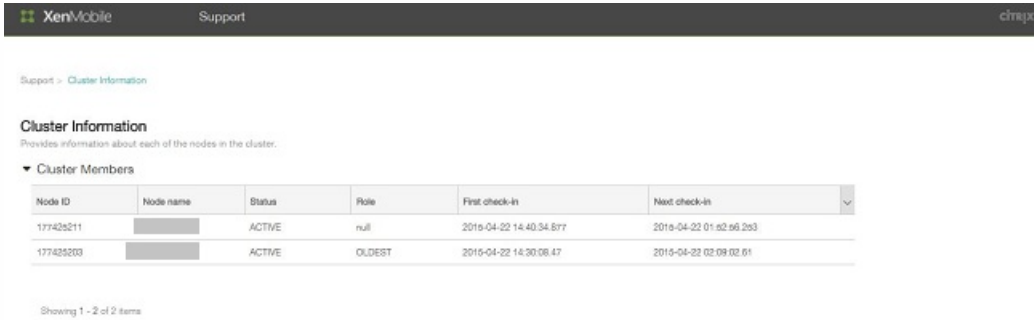 XenMobile Support citrix
Support > Cluster Information
Cluster Information
Provides information about each of the nodes in the cluster.
Cluster Members
Node ID Node name Status Role First check-in Next check-in
177425211 ACTIVE null 2015-04-22 14:40:34.877 2015-04-22 01:52:56.253
177425203 ACTIVE OLDEST 2015-04-22 14:30:08.47 2015-04-22 02:09:02.61
Showing 1 - 2 of 2 items